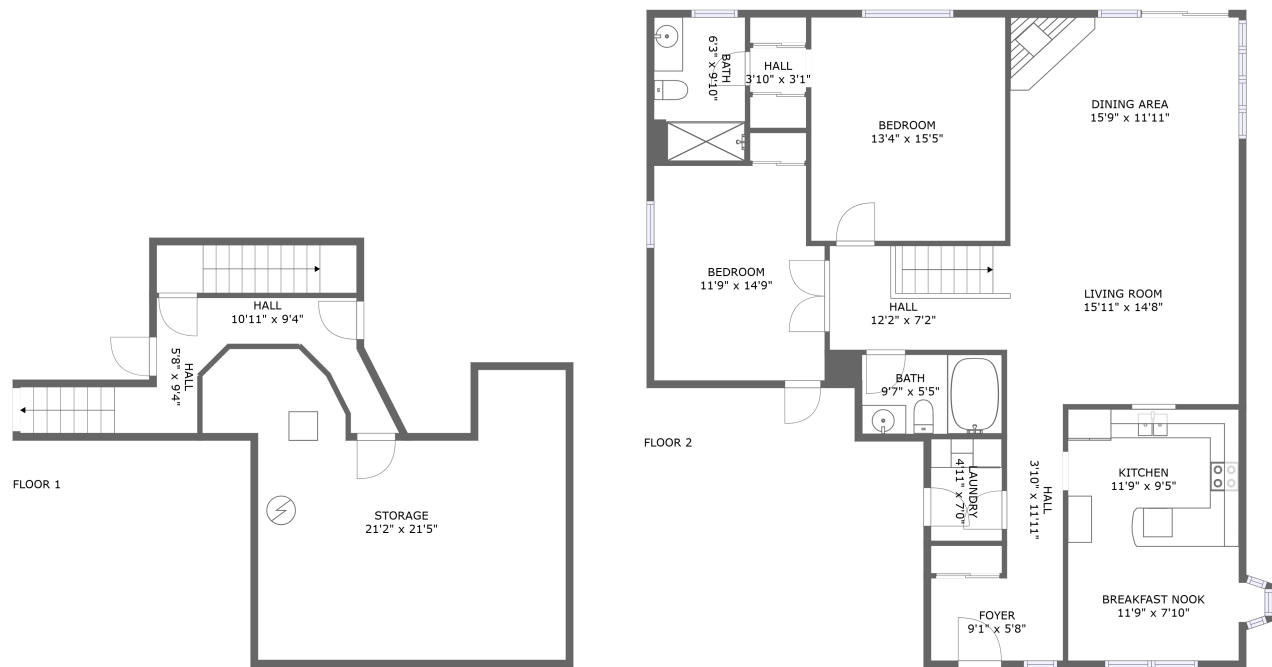 HALL
10'11" x 9'4"
HALL
5'8" x 9'4"
FLOOR 1
STORAGE
21'2" x 21'5"
BATH
6'3" x 9'10"
HALL
3'10" x 3'1"
BEDROOM
13'4" x 15'5"
DINING AREA
15'9" x 11'11"
BEDROOM
11'9" x 14'9"
HALL
12'2" x 7'2"
LIVING ROOM
15'11" x 14'8"
BATH
9'7" x 5'5"
FLOOR 2
LAUNDRY
4'11" x 7'0"
HALL
3'10" x 11'11"
KITCHEN
11'9" x 9'5"
BREAKFAST NOOK
11'9" x 7'10"
FOYER
9'1" x 5'8"